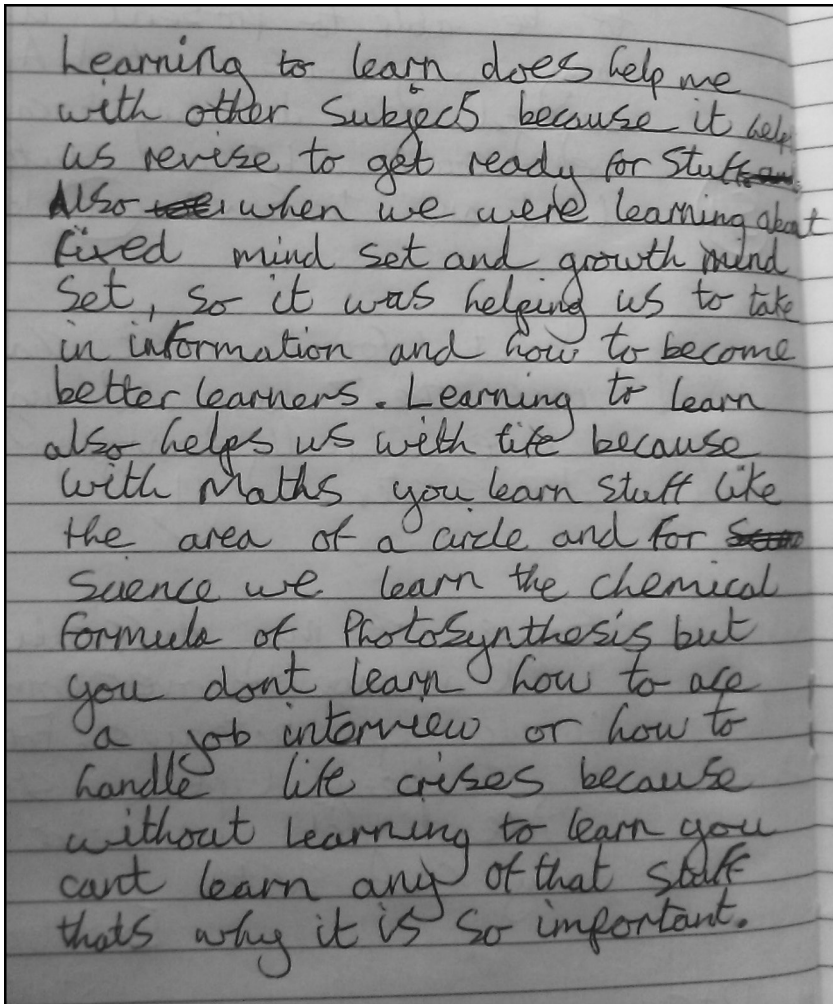 Learning to learn does help me
with other Subjects because it help
us revise to get ready for Stuff
Also when we were learning about
fixed mind set and growth mind
Set, so it was helping us to take
in information and how to become
better learners. Learning to learn
also helps us with life because
with Maths you learn Stuff like
the area of a circle and for
Science we learn the chemical
formula of PhotoSynthesis but
you dont learn how to ace
a job interview or how to
handle life crises because
without learning to learn you
cant learn any of that stuff
thats why it is so important.